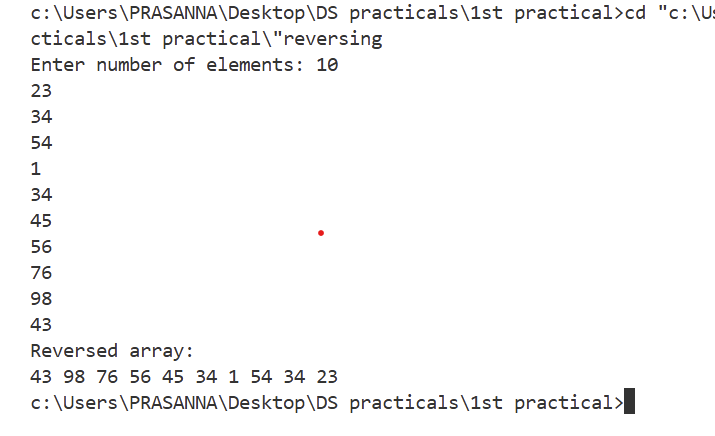 c:\Users\PRASANNA\Desktop\DS practicals\1st practical>cd "c:\Us
cticals\1st practical\"reversing
Enter number of elements: 10
23
34
54
1
34
45
56
76
98
43
Reversed array:
43 98 76 56 45 34 1 54 34 23
c:\Users\PRASANNA\Desktop\DS practicals\1st practical>